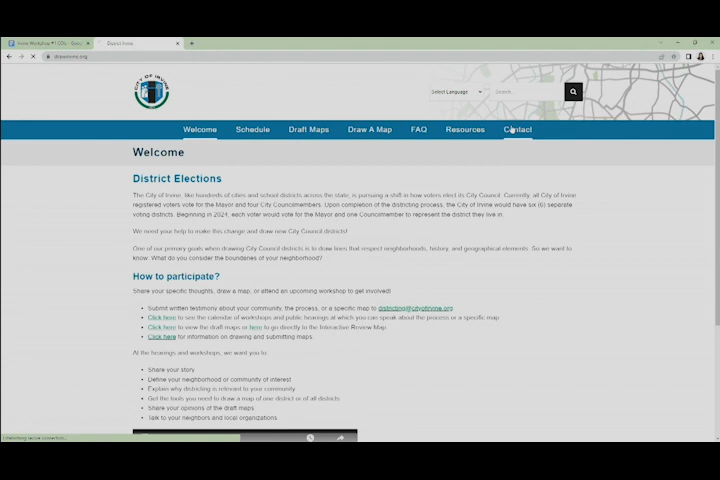 Irvine Workshop #1 COI
District Irvine
drawirvine.org
CITY OF IRVINE
Select Language
Search...
Welcome Schedule Draft Maps Draw A Map FAQ Resources Contact
Welcome
District Elections
The City of Irvine, like hundreds of cities and school districts across the state, is pursuing a shift in how voters elect its City Council. Currently, all City of Irvine
registered voters vote for the Mayor and four City Councilmembers. Upon completion of the districting process, the City of Irvine would have six (6) separate
voting districts. Beginning in 2024, each voter would vote for the Mayor and one Councilmember to represent the district they live in.
We need your help to make this change and draw new City Council districts!
One of our primary goals when drawing City Council districts is to draw lines that respect neighborhoods, history, and geographical elements. So we want to
know: What do you consider the boundaries of your neighborhood?
How to participate?
Share your specific thoughts, draw a map, or attend an upcoming workshop to get involved!
Submit written testimony about your community, the process, or a specific map to districting@cityofirvine.org
Click here to see the calendar of workshops and public hearings at which you can speak about the process or a specific map
Click here to view the draft maps or here to go directly to the Interactive Review Map
Click here for information on drawing and submitting maps.
At the hearings and workshops, we want you to:
Share your story
Define your neighborhood or community of interest
Explain why districting is relevant to your community
Get the tools you need to draw a map of one district or of all districts
Share your opinions of the draft maps
Talk to your neighbors and local organizations